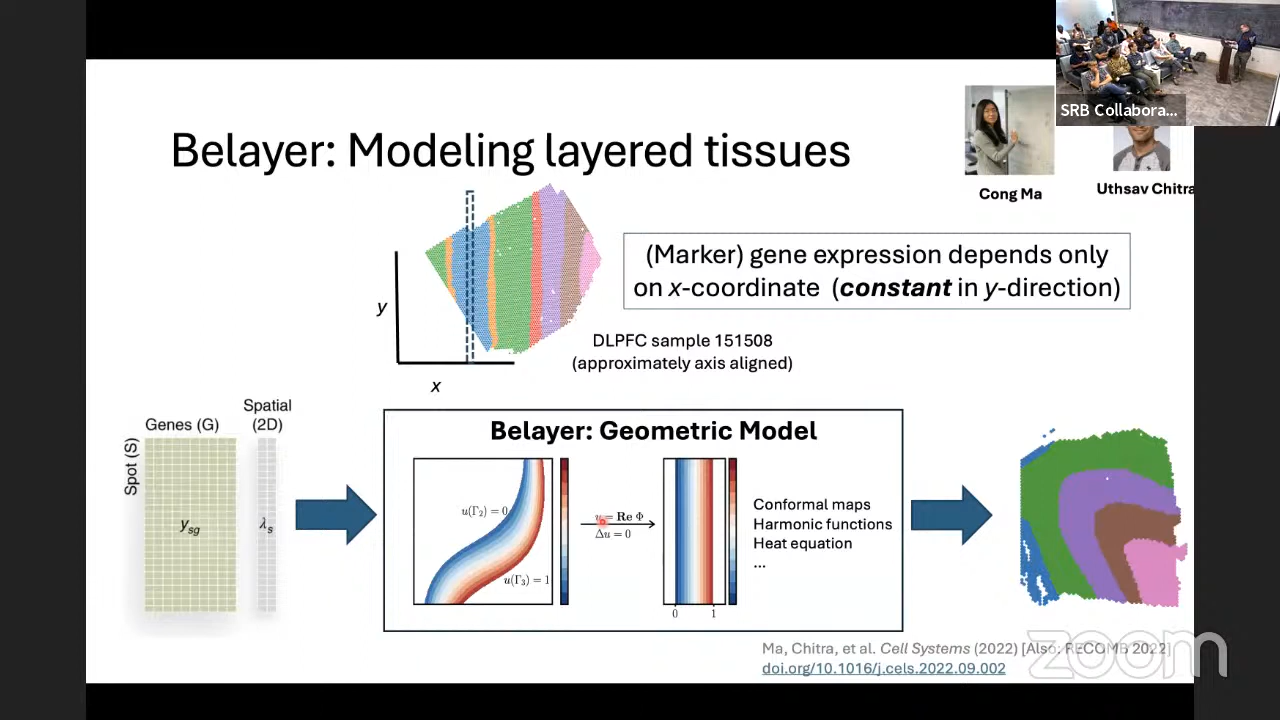 SRB Collabora...
Belayer: Modeling layered tissues
Cong Ma
Uthsav Chitra
(Marker) gene expression depends only
on x-coordinate (constant in y-direction)
y
x
DLPFC sample 151508
(approximately axis aligned)
Genes (G)
Spatial
(2D)
Spot (S)
y_sg
λ_s
Belayer: Geometric Model
u(Γ₂) = 0
u(Γ₃) = 1
u = Re Φ
Δu = 0
0 1
Conformal maps
Harmonic functions
Heat equation
...
Ma, Chitra, et al. Cell Systems (2022) [Also: RECOMB 2022]
doi.org/10.1016/j.cels.2022.09.002
zoom